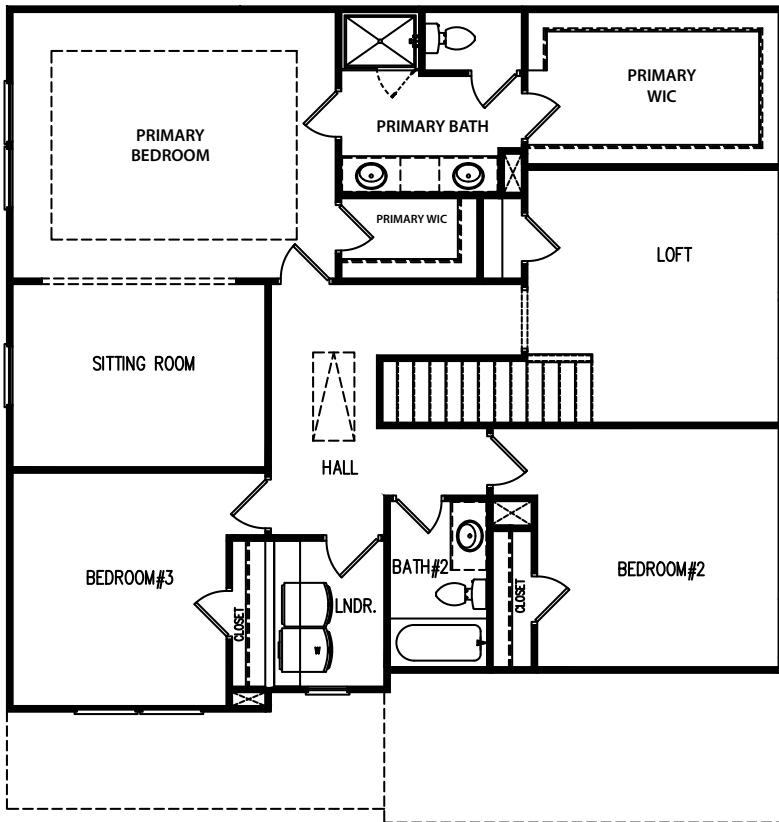 PRIMARY
BEDROOM
PRIMARY BATH
PRIMARY
WIC
PRIMARY WIC
LOFT
SITTING ROOM
HALL
BEDROOM#3
CLOSET
LNDR.
W
BATH#2
CLOSET
BEDROOM#2